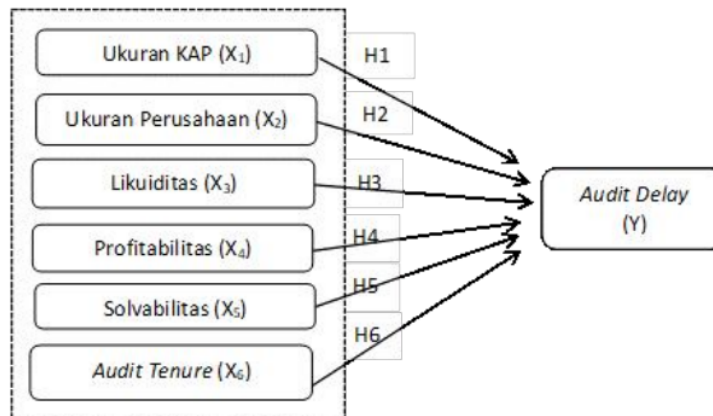 Ukuran KAP (X₁)
H1
Ukuran Perusahaan (X₂)
H2
Likuiditas (X₃)
H3
Profitabilitas (X₄)
H4
Solvabilitas (X₅)
H5
Audit Tenure (X₆)
H6
Audit Delay
(Y)